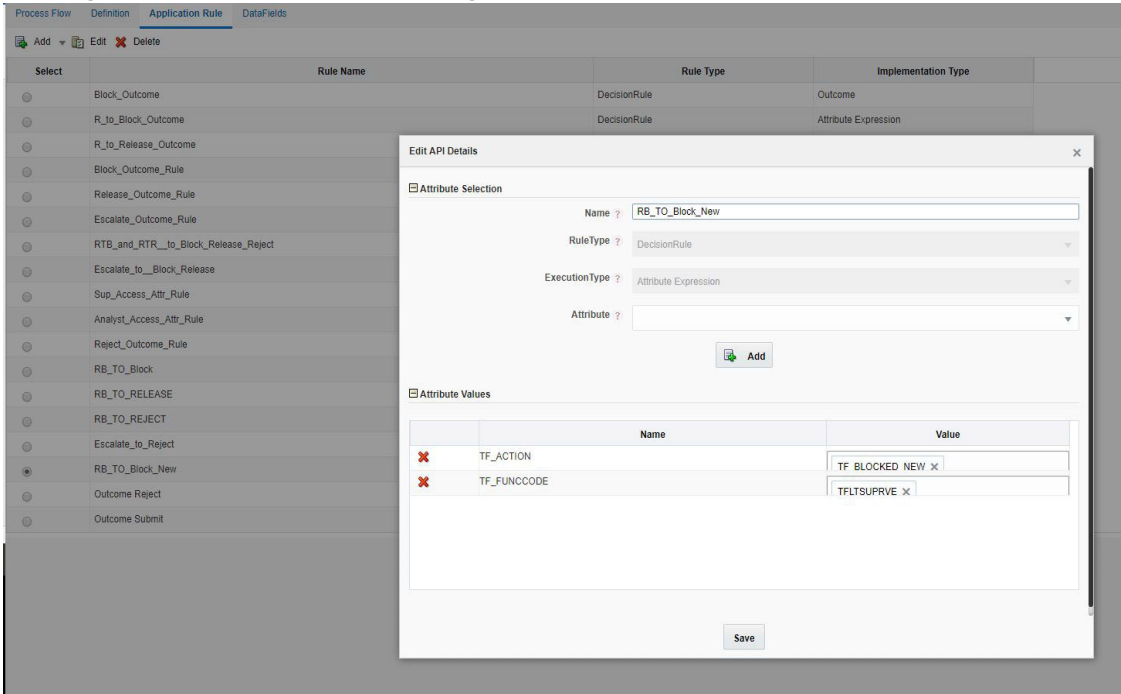 Process Flow Definition Application Rule DataFields
Add Edit Delete
Select Rule Name Rule Type Implementation Type
Block_Outcome DecisionRule Outcome
R_to_Block_Outcome DecisionRule Attribute Expression
R_to_Release_Outcome
Block_Outcome_Rule
Release_Outcome_Rule
Escalate_Outcome_Rule
RTB_and_RTR__to_Block_Release_Reject
Escalate_to__Block_Release
Sup_Access_Attr_Rule
Analyst_Access_Attr_Rule
Reject_Outcome_Rule
RB_TO_Block
RB_TO_RELEASE
RB_TO_REJECT
Escalate_to_Reject
RB_TO_Block_New
Outcome Reject
Outcome Submit
Edit API Details ×
Attribute Selection
Name ? RB_TO_Block_New
RuleType ? DecisionRule
ExecutionType ? Attribute Expression
Attribute ?
Add
Attribute Values
Name Value
TF_ACTION TF_BLOCKED_NEW ×
TF_FUNCCODE TFLTSUPRVE ×
Save